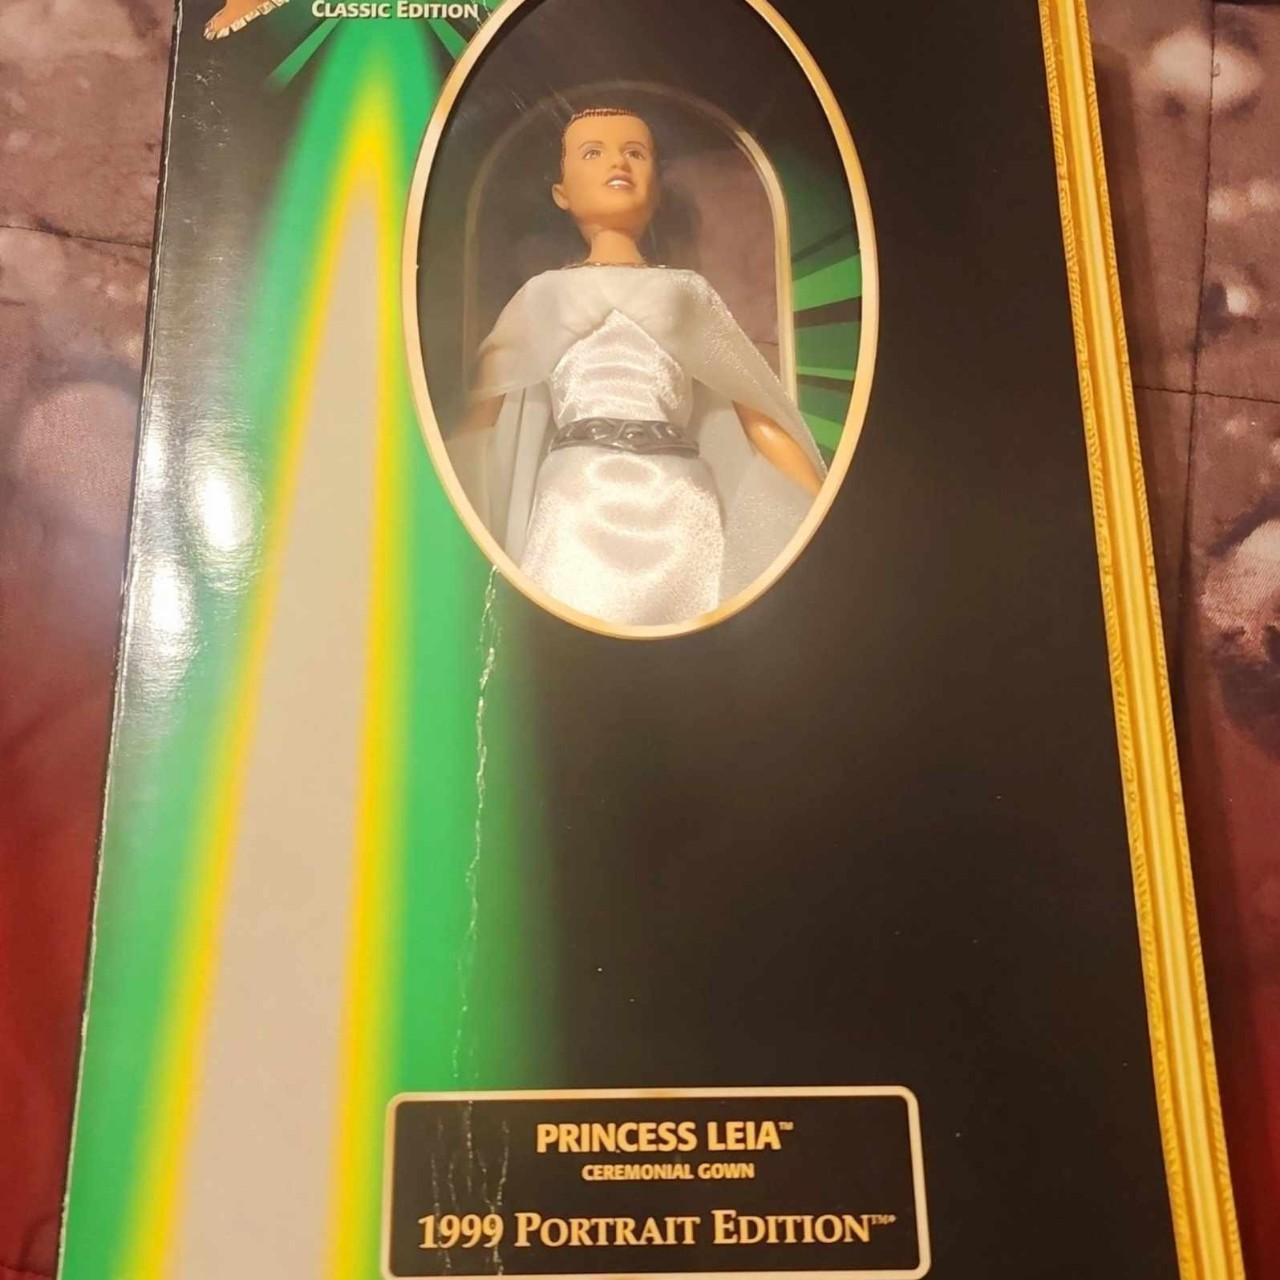 CLASSIC EDITION
PRINCESS LEIA™
CEREMONIAL GOWN
1999 PORTRAIT EDITION™